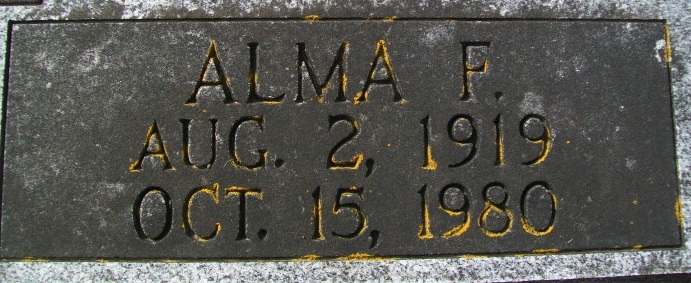 ALMA F.
AUG. 2, 1919
OCT. 15, 1980